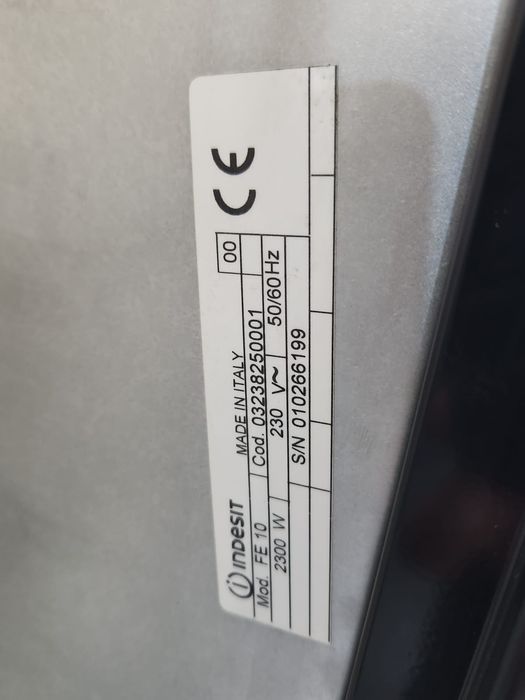 INDESIT
MADE IN ITALY
00
Mod. FE 10
Cod. 03238250001
2300 W
230 V~
50/60Hz
S/N 010266199
CE